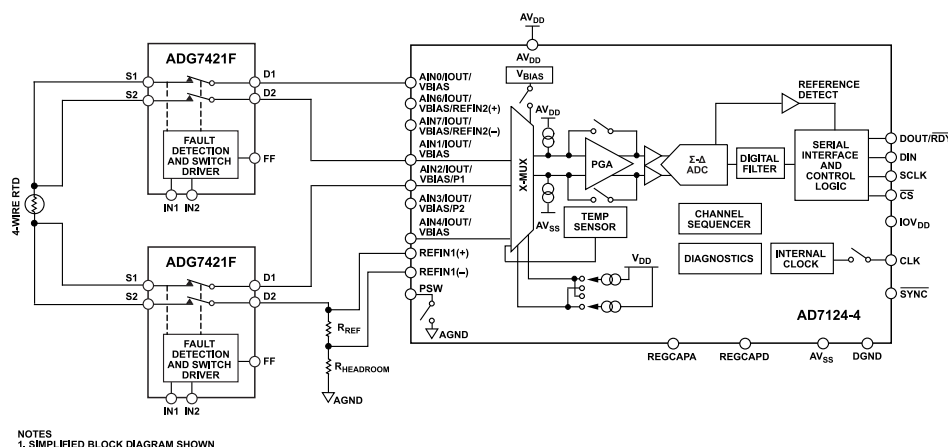 AVDD
AVDD
ADG7421F
S1
D1
S2
D2
FAULT
DETECTION
AND SWITCH
DRIVER
FF
IN1 IN2
4-WIRE RTD
ADG7421F
S1
D1
S2
D2
FAULT
DETECTION
AND SWITCH
DRIVER
FF
IN1 IN2
RREF
RHEADROOM
AGND
AIN0/IOUT/
VBIAS
AIN6/IOUT/
VBIAS/REFIN2(+)
AIN7/IOUT/
VBIAS/REFIN2(–)
AIN1/IOUT/
VBIAS
AIN2/IOUT/
VBIAS/P1
AIN3/IOUT/
VBIAS/P2
AIN4/IOUT/
VBIAS
REFIN1(+)
REFIN1(–)
PSW
AGND
VBIAS
X-MUX
AVDD
AVSS
PGA
Σ-Δ
ADC
DIGITAL
FILTER
REFERENCE
DETECT
SERIAL
INTERFACE
AND
CONTROL
LOGIC
TEMP
SENSOR
VDD
CHANNEL
SEQUENCER
DIAGNOSTICS
INTERNAL
CLOCK
DOUT/RDY
DIN
SCLK
CS
IOVDD
CLK
SYNC
AD7124-4
REGCAPA
REGCAPD
AVSS
DGND
NOTES
1. SIMPLIFIED BLOCK DIAGRAM SHOWN